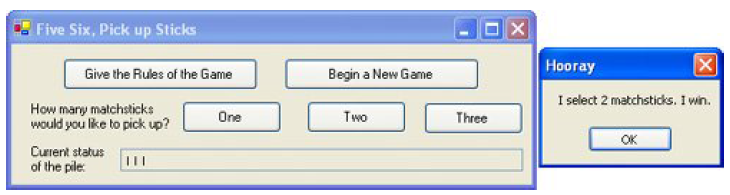 Five Six, Pick up Sticks
Give the Rules of the Game
Begin a New Game
How many matchsticks
would you like to pick up?
One
Two
Three
Current status
of the pile:
I I I
Hooray
I select 2 matchsticks. I win.
OK